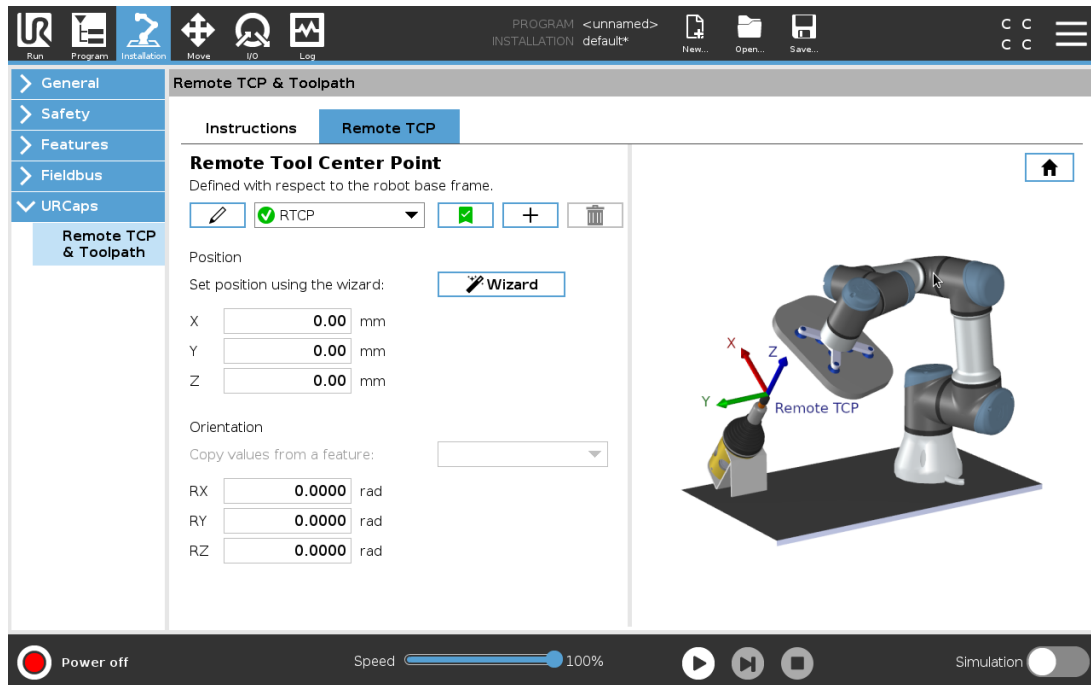 PROGRAM <unnamed>
INSTALLATION default*
Run Program Installation Move I/O Log New... Open... Save...
C C
C C
General
Safety
Features
Fieldbus
URCaps
Remote TCP
& Toolpath
Remote TCP & Toolpath
Instructions Remote TCP
Remote Tool Center Point
Defined with respect to the robot base frame.
RTCP
Position
Set position using the wizard: Wizard
X 0.00 mm
Y 0.00 mm
Z 0.00 mm
Orientation
Copy values from a feature:
RX 0.0000 rad
RY 0.0000 rad
RZ 0.0000 rad
X
Z
Y
Remote TCP
Power off Speed 100% Simulation